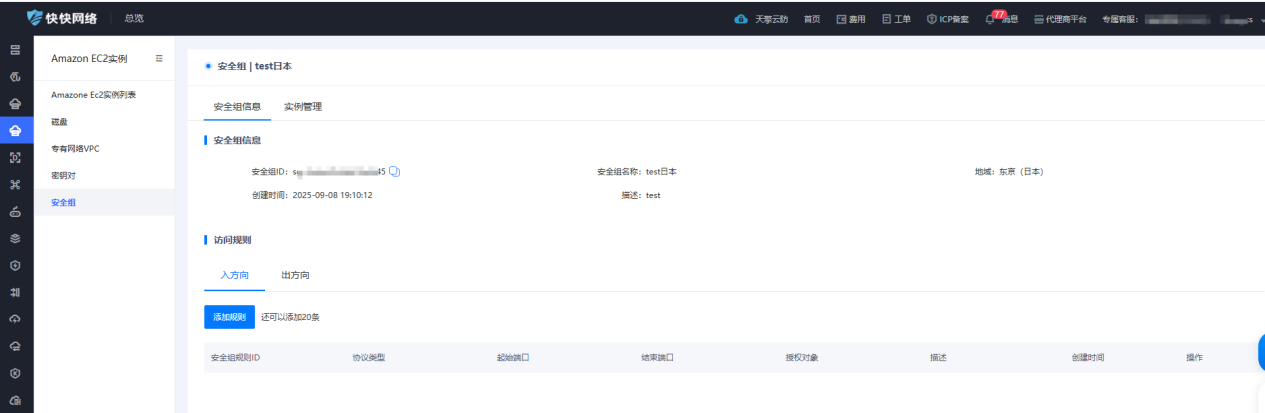 快快网络 总览 天擎云防 首页 费用 工单 ICP备案 77 消息 代理商平台 专属客服:
Amazon EC2实例
安全组 | test日本
Amazone Ec2实例列表
安全组信息 实例管理
磁盘
安全组信息
专有网络VPC
安全组ID: 安全组名称: test日本 地域: 东京 (日本)
密钥对
创建时间: 2025-09-08 19:10:12 描述: test
安全组
访问规则
入方向 出方向
添加规则 还可以添加20条
安全组规则ID 协议类型 起始端口 结束端口 授权对象 描述 创建时间 操作